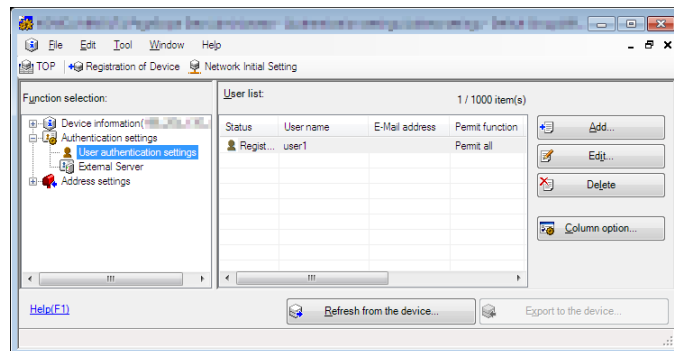 File Edit Tool Window Help
TOP Registration of Device Network Initial Setting
Function selection:
Device information(
Authentication settings
User authentication settings
External Server
Address settings
User list:
1 / 1000 item(s)
Status User name E-Mail address Permit function
Regist... user1 Permit all
Add...
Edit...
Delete
Column option...
Help(F1)
Refresh from the device...
Export to the device...